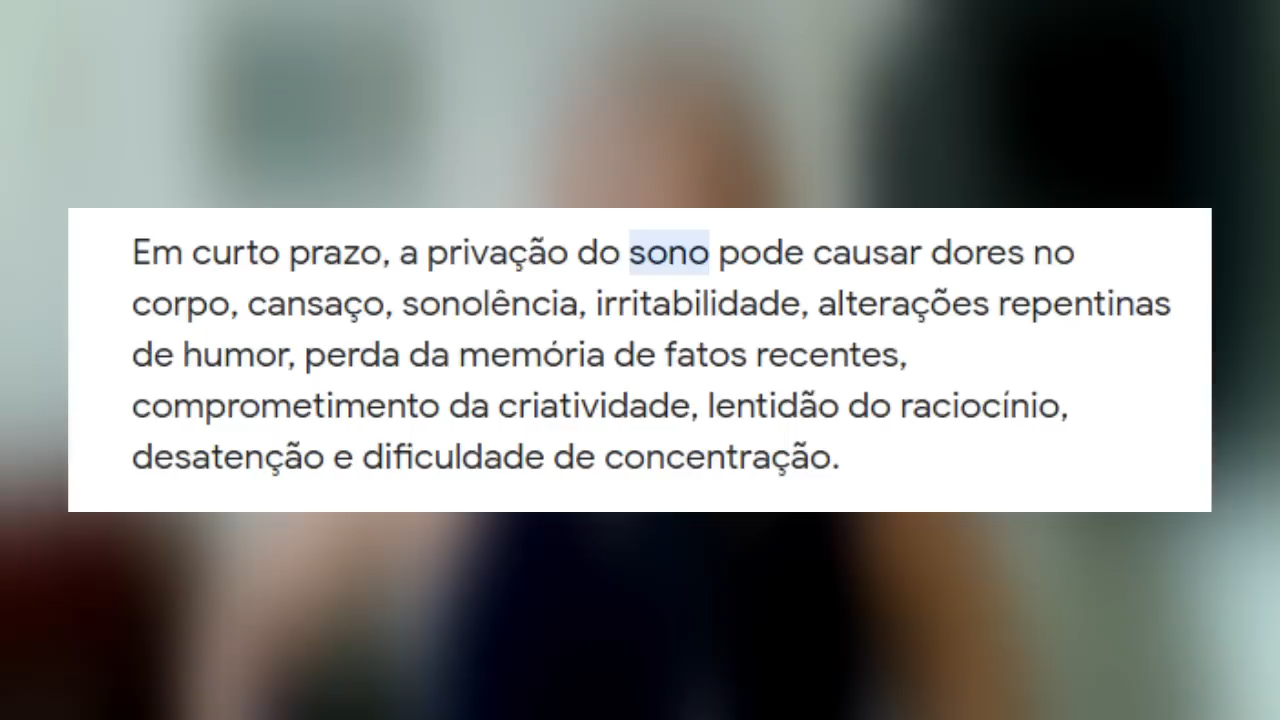 Em curto prazo, a privação do sono pode causar dores no
corpo, cansaço, sonolência, irritabilidade, alterações repentinas
de humor, perda da memória de fatos recentes,
comprometimento da criatividade, lentidão do raciocínio,
desatenção e dificuldade de concentração.